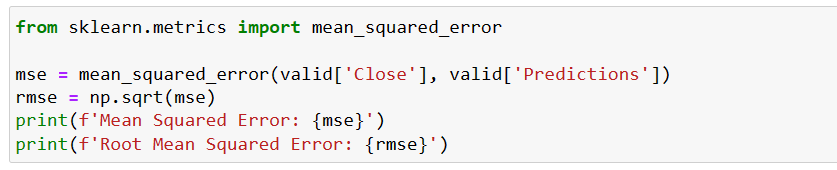 from sklearn.metrics import mean_squared_error
mse = mean_squared_error(valid['Close'], valid['Predictions'])
rmse = np.sqrt(mse)
print(f'Mean Squared Error: {mse}')
print(f'Root Mean Squared Error: {rmse}')